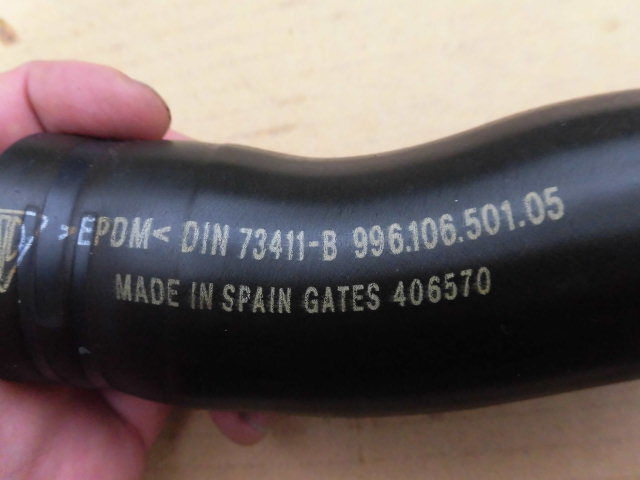 >EPDM< DIN 73411-B 996.106.501.05
MADE IN SPAIN GATES 406570